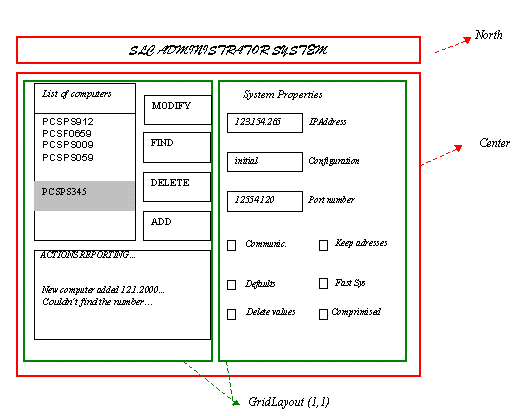 SLC ADMINISTRATOR SYSTEM
North
List of computers
PCSPS912
PCSF0659
PCSPS009
PCSPS059
PCSPS345
MODIFY
FIND
DELETE
ADD
ACTIONS REPORTING...
New computer added 12.1.2000...
Couldn't find the number...
System Properties
123.154.265 IPAddress
initial Configuration
12554.120 Port number
Communic. Keep adresses
Defaults Fast Sys
Delete values Comprimised
Center
GridLayout (1,1)